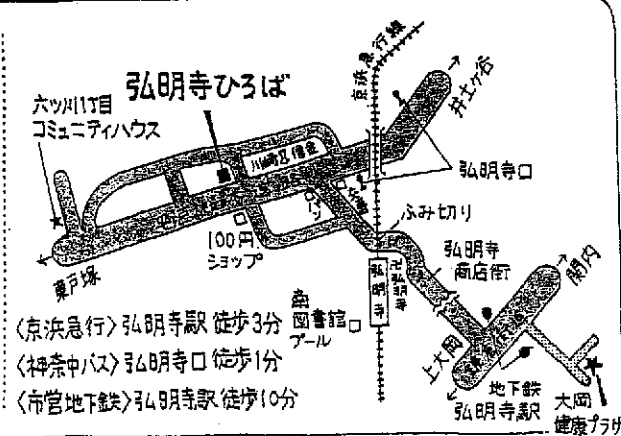 京浜急行線
井土ヶ谷
六ツ川1丁目
コミュニティハウス
弘明寺ひろば
川崎信金
弘明寺口
ふみ切り
100円
ショップ
東戸塚
弘明寺
卍弘明寺
弘明寺
商店街
関内
南
図書館
プール
上大岡
地下鉄
弘明寺駅
大岡
健康プラザ
〈京浜急行〉弘明寺駅 徒歩3分
〈神奈中バス〉弘明寺口 徒歩1分
〈市営地下鉄〉弘明寺駅 徒歩10分